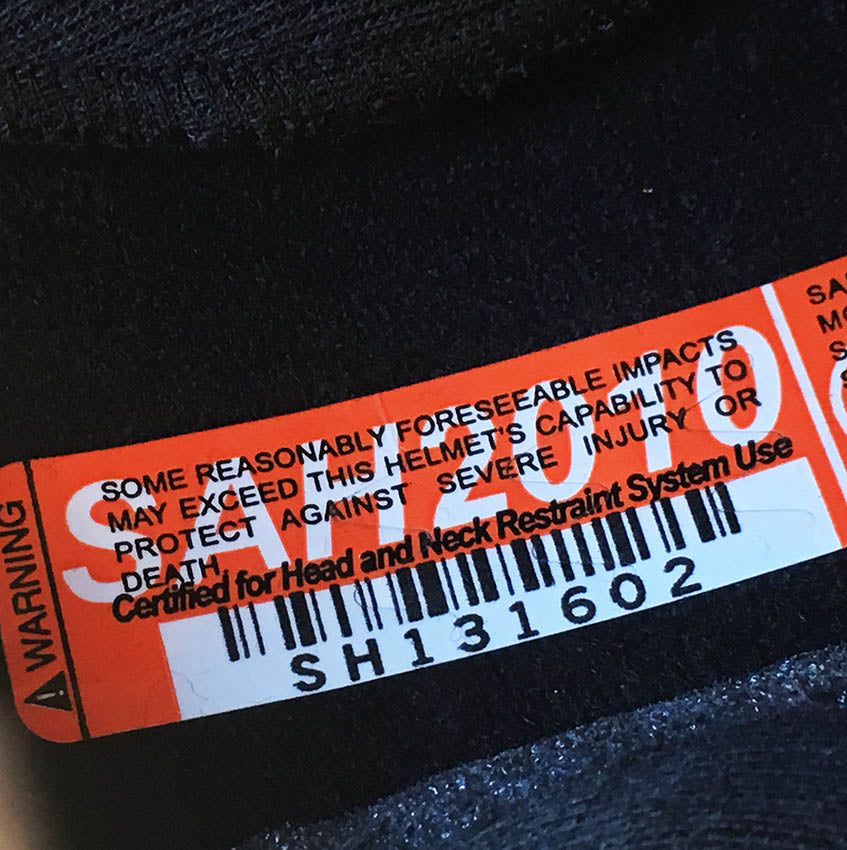 WARNING
SAH2010
SOME REASONABLY FORESEEABLE IMPACTS
MAY EXCEED THIS HELMET'S CAPABILITY TO
PROTECT AGAINST SEVERE INJURY OR
DEATH
Certified for Head and Neck Restraint System Use
SH131602